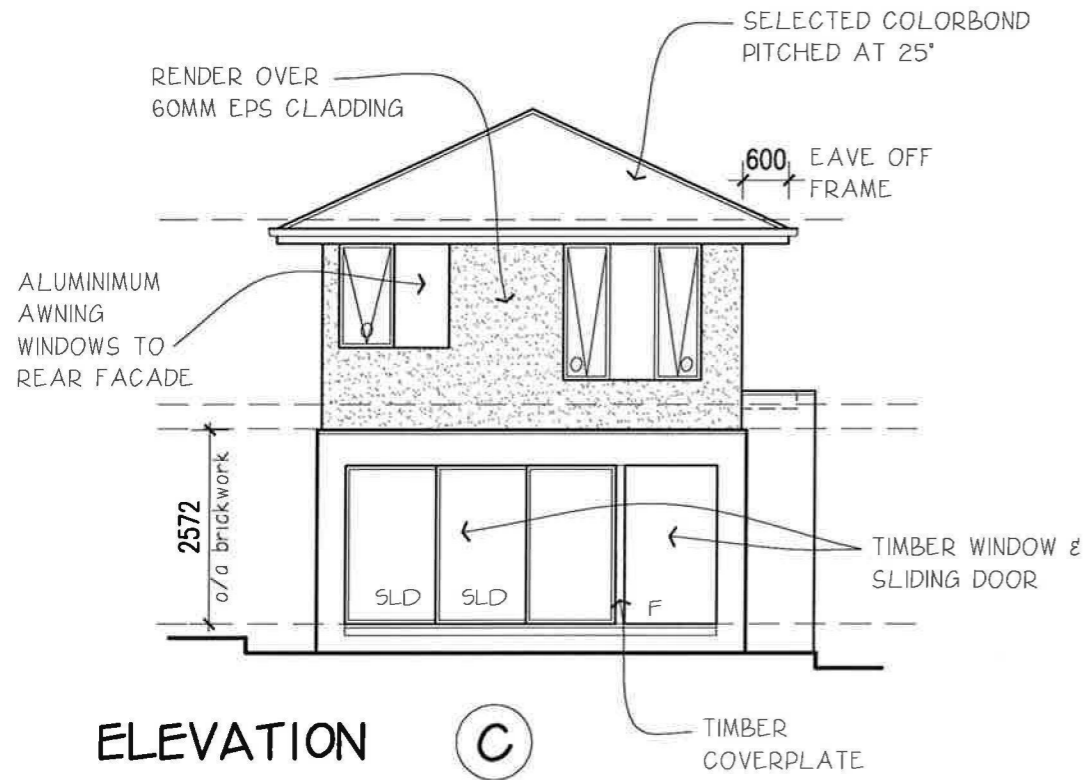 SELECTED COLORBOND
PITCHED AT 25°
RENDER OVER
60MM EPS CLADDING
600 EAVE OFF
FRAME
ALUMINIMUM
AWNING
WINDOWS TO
REAR FACADE
2572
o/a brickwork
SLD SLD F
TIMBER WINDOW &
SLIDING DOOR
TIMBER
COVERPLATE
ELEVATION C